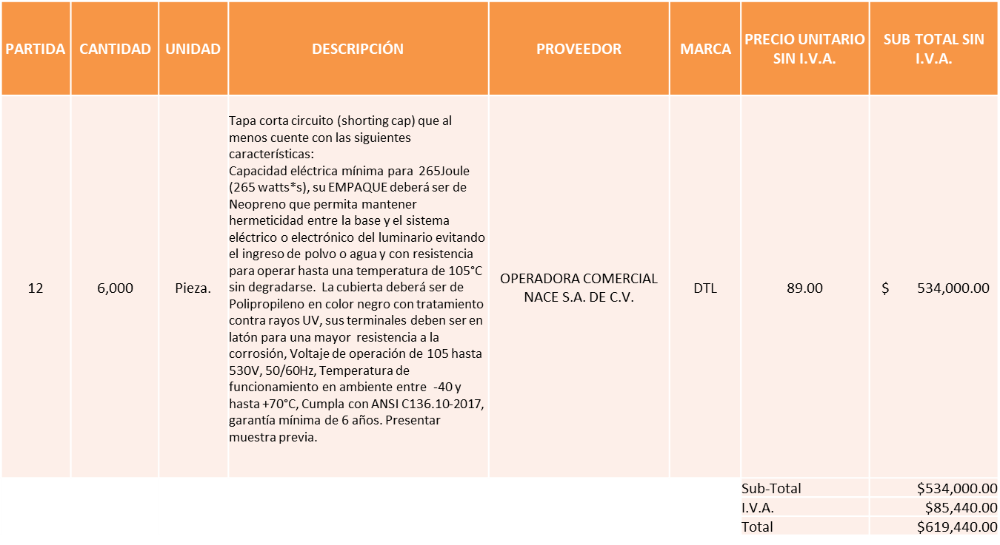 PARTIDA CANTIDAD UNIDAD DESCRIPCIÓN PROVEEDOR MARCA PRECIO UNITARIO SIN I.V.A. SUB TOTAL SIN I.V.A.
12
6,000
Pieza.
Tapa corta circuito (shorting cap) que al
menos cuente con las siguientes
características:
Capacidad eléctrica mínima para 265Joule
(265 watts*s), su EMPAQUE deberá ser de
Neopreno que permita mantener
hermeticidad entre la base y el sistema
eléctrico o electrónico del luminario evitando
el ingreso de polvo o agua y con resistencia
para operar hasta una temperatura de 105°C
sin degradarse. La cubierta deberá ser de
Polipropileno en color negro con tratamiento
contra rayos UV, sus terminales deben ser en
latón para una mayor resistencia a la
corrosión, Voltaje de operación de 105 hasta
530V, 50/60Hz, Temperatura de
funcionamiento en ambiente entre -40 y
hasta +70°C, Cumpla con ANSI C136.10-2017,
garantía mínima de 6 años. Presentar
muestra previa.
OPERADORA COMERCIAL
NACE S.A. DE C.V.
DTL
89.00
$ 534,000.00
Sub-Total $534,000.00
I.V.A. $85,440.00
Total $619,440.00